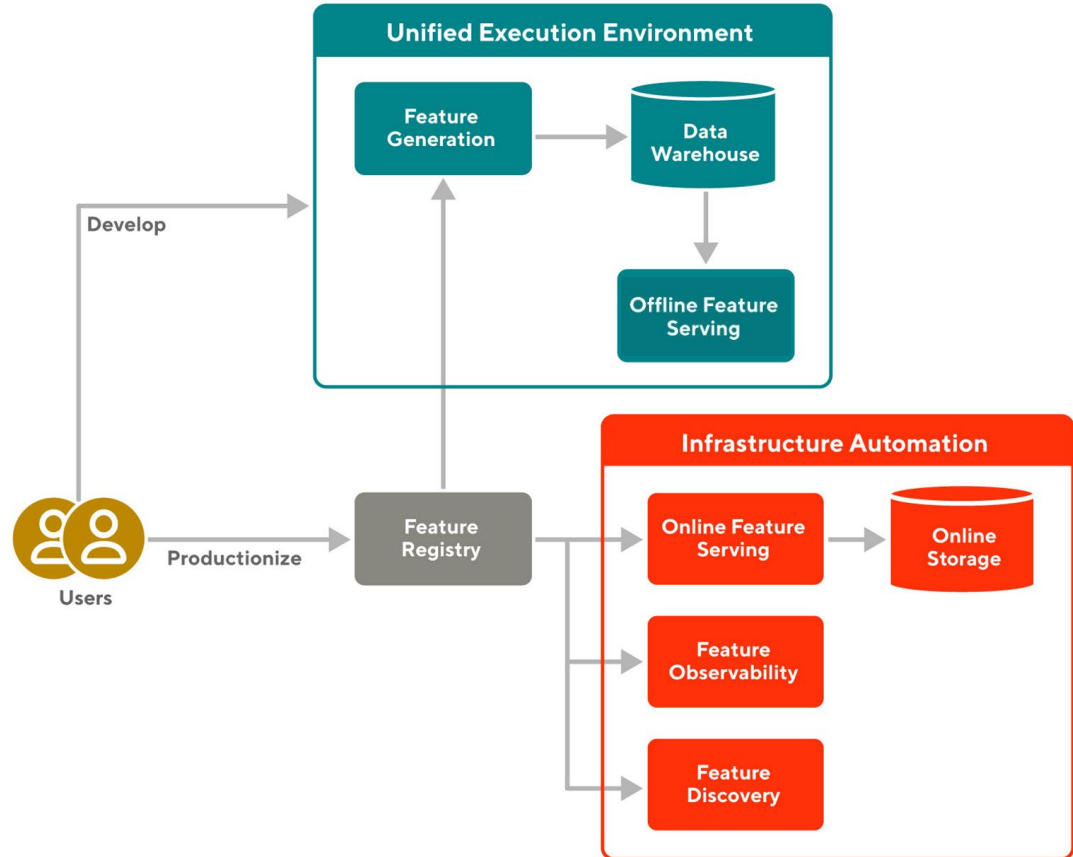 Unified Execution Environment
Feature
Generation
Data
Warehouse
Develop
Offline Feature
Serving
Infrastructure Automation
Users
Productionize
Feature
Registry
Online Feature
Serving
Online
Storage
Feature
Observability
Feature
Discovery